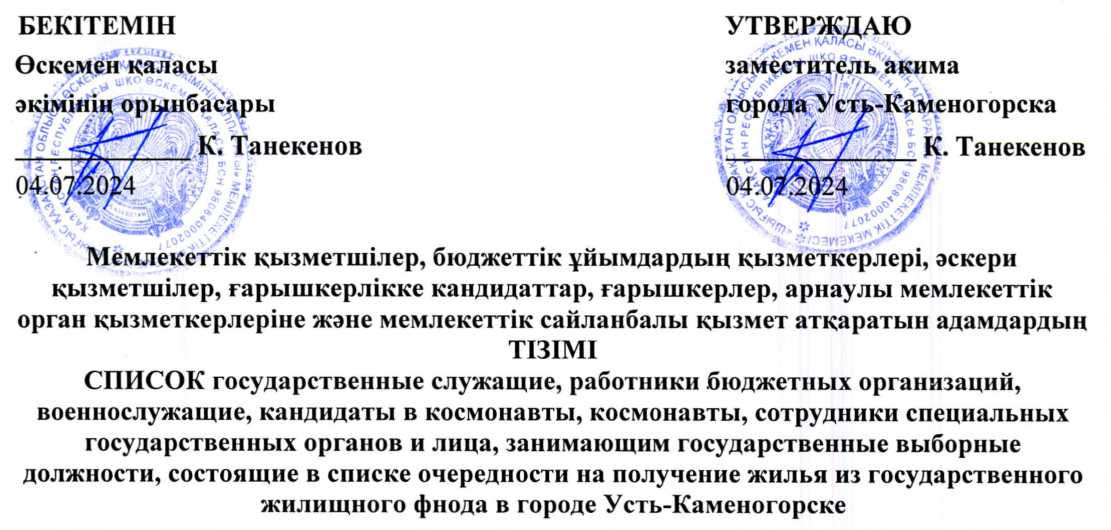 БЕКІТЕМІН
Өскемен қаласы
әкімінің орынбасары
К. Танекенов
04.07.2024
УТВЕРЖДАЮ
заместитель акима
города Усть-Каменогорска
К. Танекенов
04.07.2024
Мемлекеттік қызметшілер, бюджеттік ұйымдардың қызметкерлері, әскери
қызметшілер, ғарышкерлікке кандидаттар, ғарышкерлер, арнаулы мемлекеттік
орган қызметкерлеріне және мемлекеттік сайланбалы қызмет атқаратын адамдардың
ТІЗІМІ
СПИСОК государственные служащие, работники бюджетных организаций,
военнослужащие, кандидаты в космонавты, космонавты, сотрудники специальных
государственных органов и лица, занимающим государственные выборные
должности, состоящие в списке очередности на получение жилья из государственного
жилищного фнода в городе Усть-Каменогорске